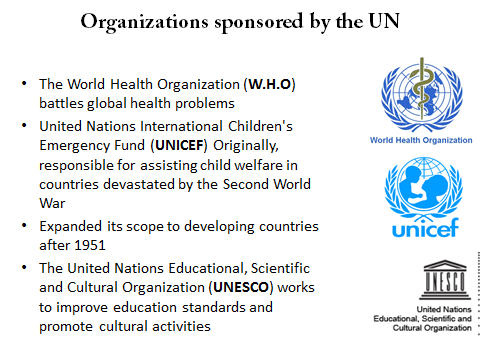 Organizations sponsored by the UN
• The World Health Organization (W.H.O)
battles global health problems
• United Nations International Children's
Emergency Fund (UNICEF) Originally,
responsible for assisting child welfare in
countries devastated by the Second World
War
• Expanded its scope to developing countries
after 1951
• The United Nations Educational, Scientific
and Cultural Organization (UNESCO) works
to improve education standards and
promote cultural activities
World Health Organization
unicef
UNESCO
United Nations
Educational, Scientific and
Cultural Organization